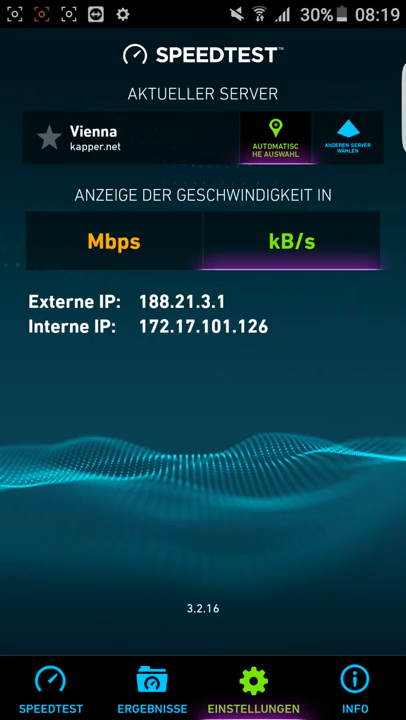 30% 08:19
SPEEDTEST™
AKTUELLER SERVER
Vienna
kapper.net
AUTOMATISC
HE AUSWAHL
ANDEREN SERVER
WÄHLEN
ANZEIGE DER GESCHWINDIGKEIT IN
Mbps kB/s
Externe IP: 188.21.3.1
Interne IP: 172.17.101.126
3.2.16
SPEEDTEST ERGEBNISSE EINSTELLUNGEN INFO